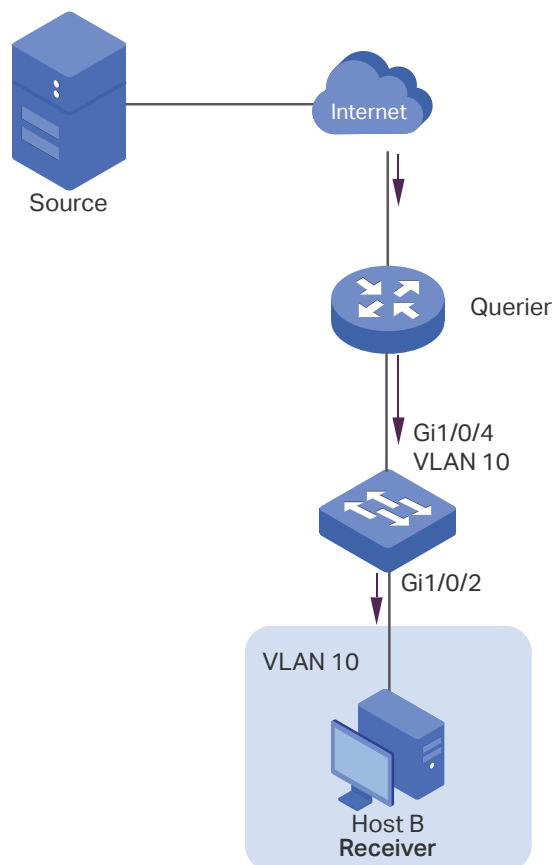 Internet
Source
Querier
Gi1/0/4
VLAN 10
Gi1/0/2
VLAN 10
Host B
Receiver